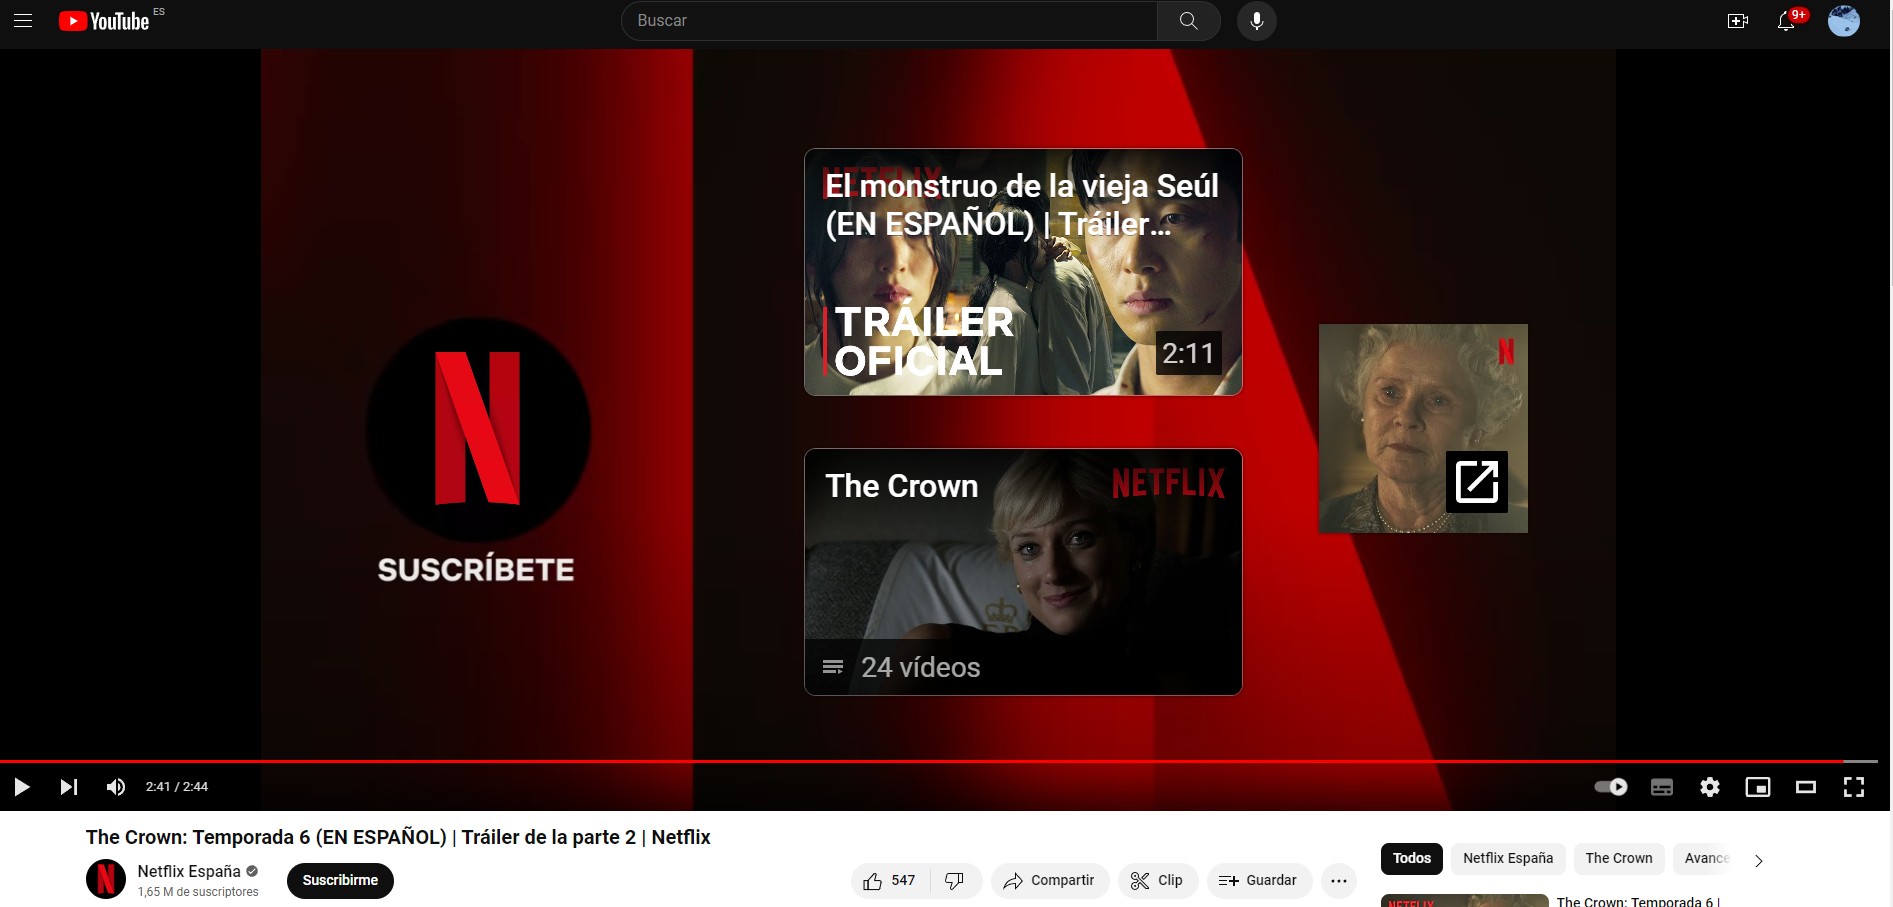 YouTube ES
Buscar
9+
NETFLIX
El monstruo de la vieja Seúl
(EN ESPAÑOL) | Tráiler...
TRÁILER
OFICIAL
2:11
N
SUSCRÍBETE
N
The Crown
NETFLIX
24 vídeos
2:41 / 2:44
The Crown: Temporada 6 (EN ESPAÑOL) | Tráiler de la parte 2 | Netflix
N
Netflix España
1,65 M de suscriptores
Suscribirme
547
Compartir
Clip
Guardar
Todos
Netflix España
The Crown
Avance
NETFLIX
The Crown: Temporada 6 |